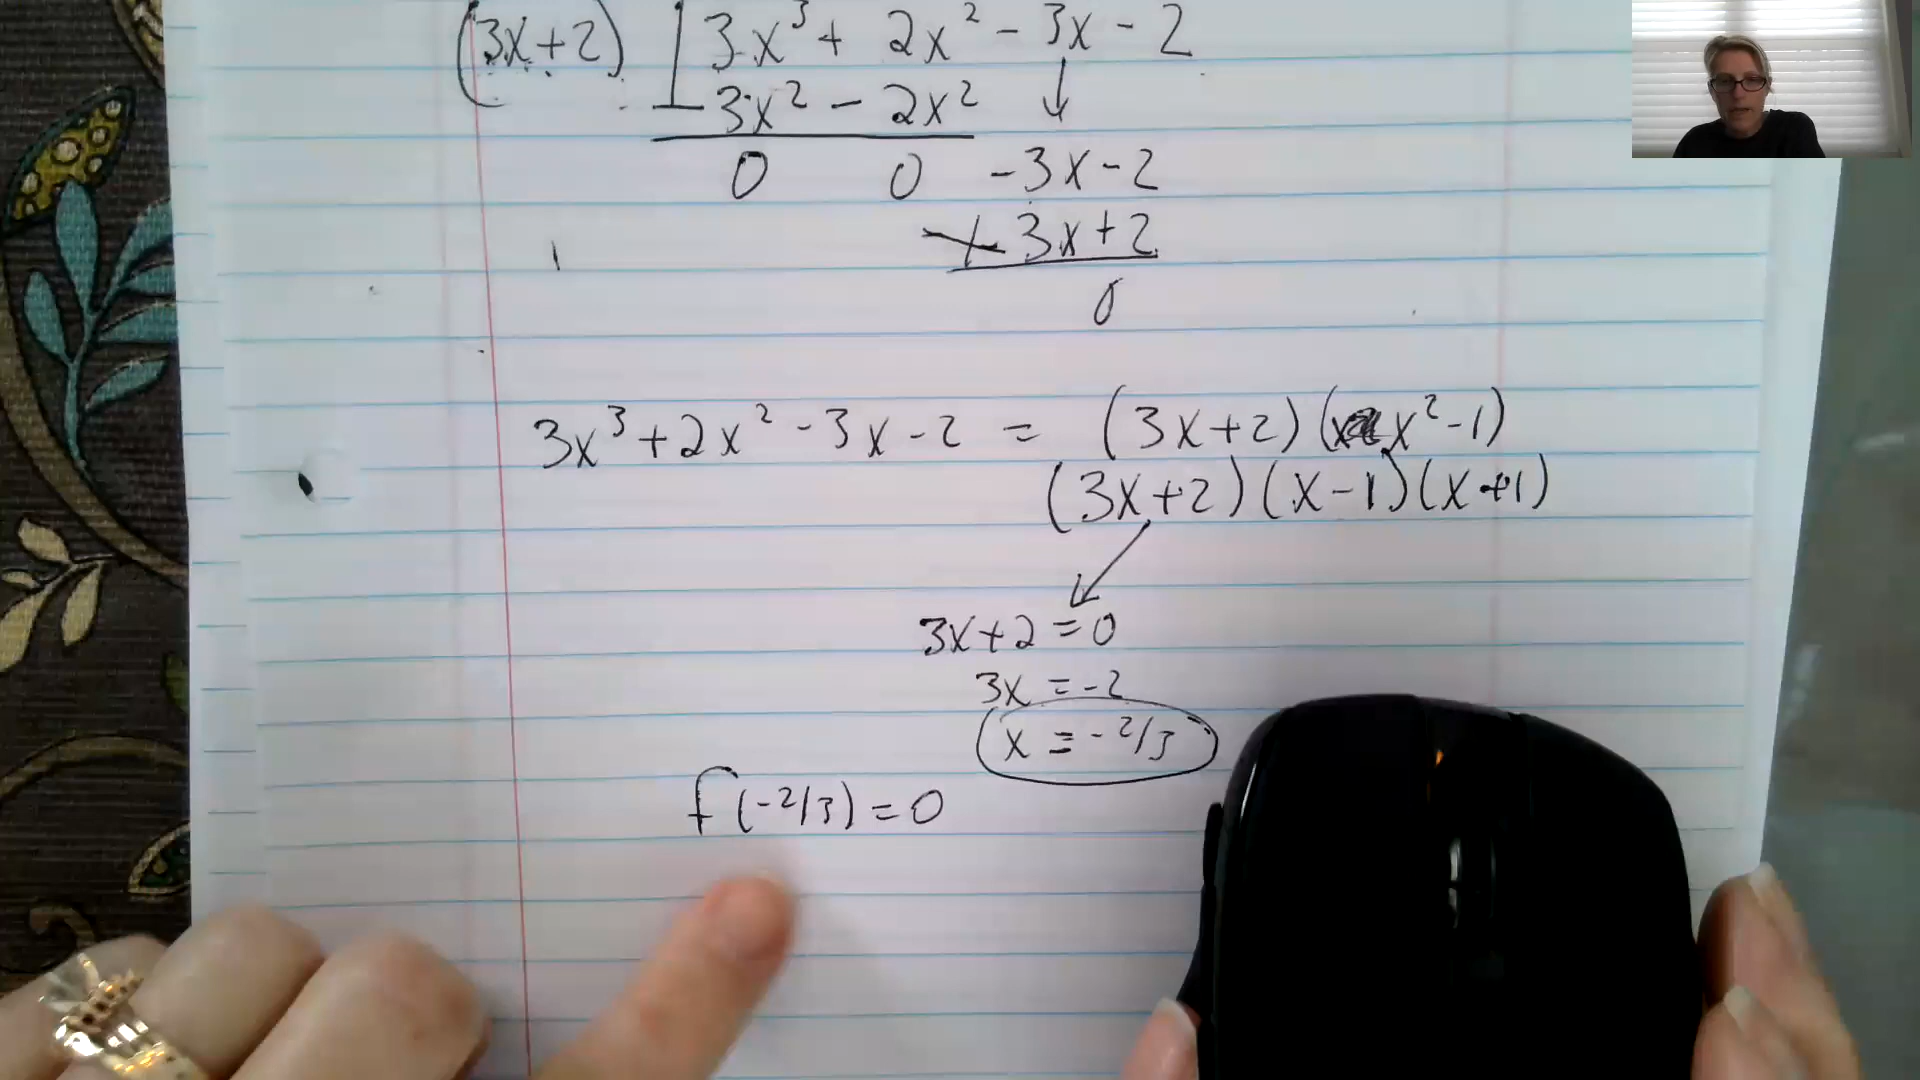 (3x+2) 3x³ + 2x² - 3x - 2
- 3x² - 2x²
0 0 -3x - 2
+ 3x + 2
0
3x³ + 2x² - 3x - 2 = (3x+2)(x²-1)
(3x+2)(x-1)(x+1)
3x+2 = 0
3x = -2
x = -2/3
f(-2/3) = 0